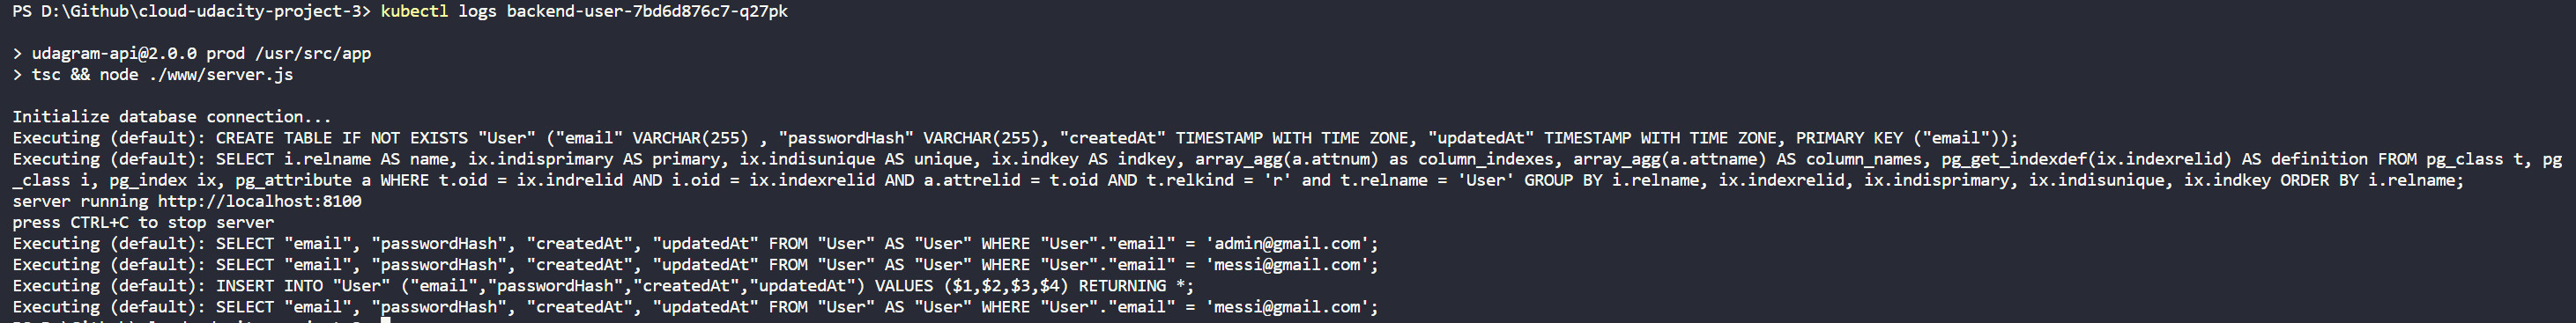 PS D:\Github\cloud-udacity-project-3> kubectl logs backend-user-7bd6d876c7-q27pk
> udagram-api@2.0.0 prod /usr/src/app
> tsc && node ./www/server.js
Initialize database connection...
Executing (default): CREATE TABLE IF NOT EXISTS "User" ("email" VARCHAR(255) , "passwordHash" VARCHAR(255), "createdAt" TIMESTAMP WITH TIME ZONE, "updatedAt" TIMESTAMP WITH TIME ZONE, PRIMARY KEY ("email"));
Executing (default): SELECT i.relname AS name, ix.indisprimary AS primary, ix.indisunique AS unique, ix.indkey AS indkey, array_agg(a.attnum) as column_indexes, array_agg(a.attname) AS column_names, pg_get_indexdef(ix.indexrelid) AS definition FROM pg_class t, pg
_class i, pg_index ix, pg_attribute a WHERE t.oid = ix.indrelid AND i.oid = ix.indexrelid AND a.attrelid = t.oid AND t.relkind = 'r' and t.relname = 'User' GROUP BY i.relname, ix.indexrelid, ix.indisprimary, ix.indisunique, ix.indkey ORDER BY i.relname;
server running http://localhost:8100
press CTRL+C to stop server
Executing (default): SELECT "email", "passwordHash", "createdAt", "updatedAt" FROM "User" AS "User" WHERE "User"."email" = 'admin@gmail.com';
Executing (default): SELECT "email", "passwordHash", "createdAt", "updatedAt" FROM "User" AS "User" WHERE "User"."email" = 'messi@gmail.com';
Executing (default): INSERT INTO "User" ("email","passwordHash","createdAt","updatedAt") VALUES ($1,$2,$3,$4) RETURNING *;
Executing (default): SELECT "email", "passwordHash", "createdAt", "updatedAt" FROM "User" AS "User" WHERE "User"."email" = 'messi@gmail.com';